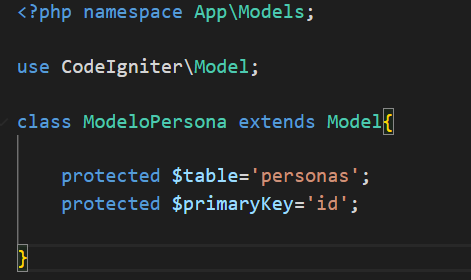 <?php namespace App\Models;
use CodeIgniter\Model;
class ModeloPersona extends Model{
protected $table='personas';
protected $primaryKey='id';
}